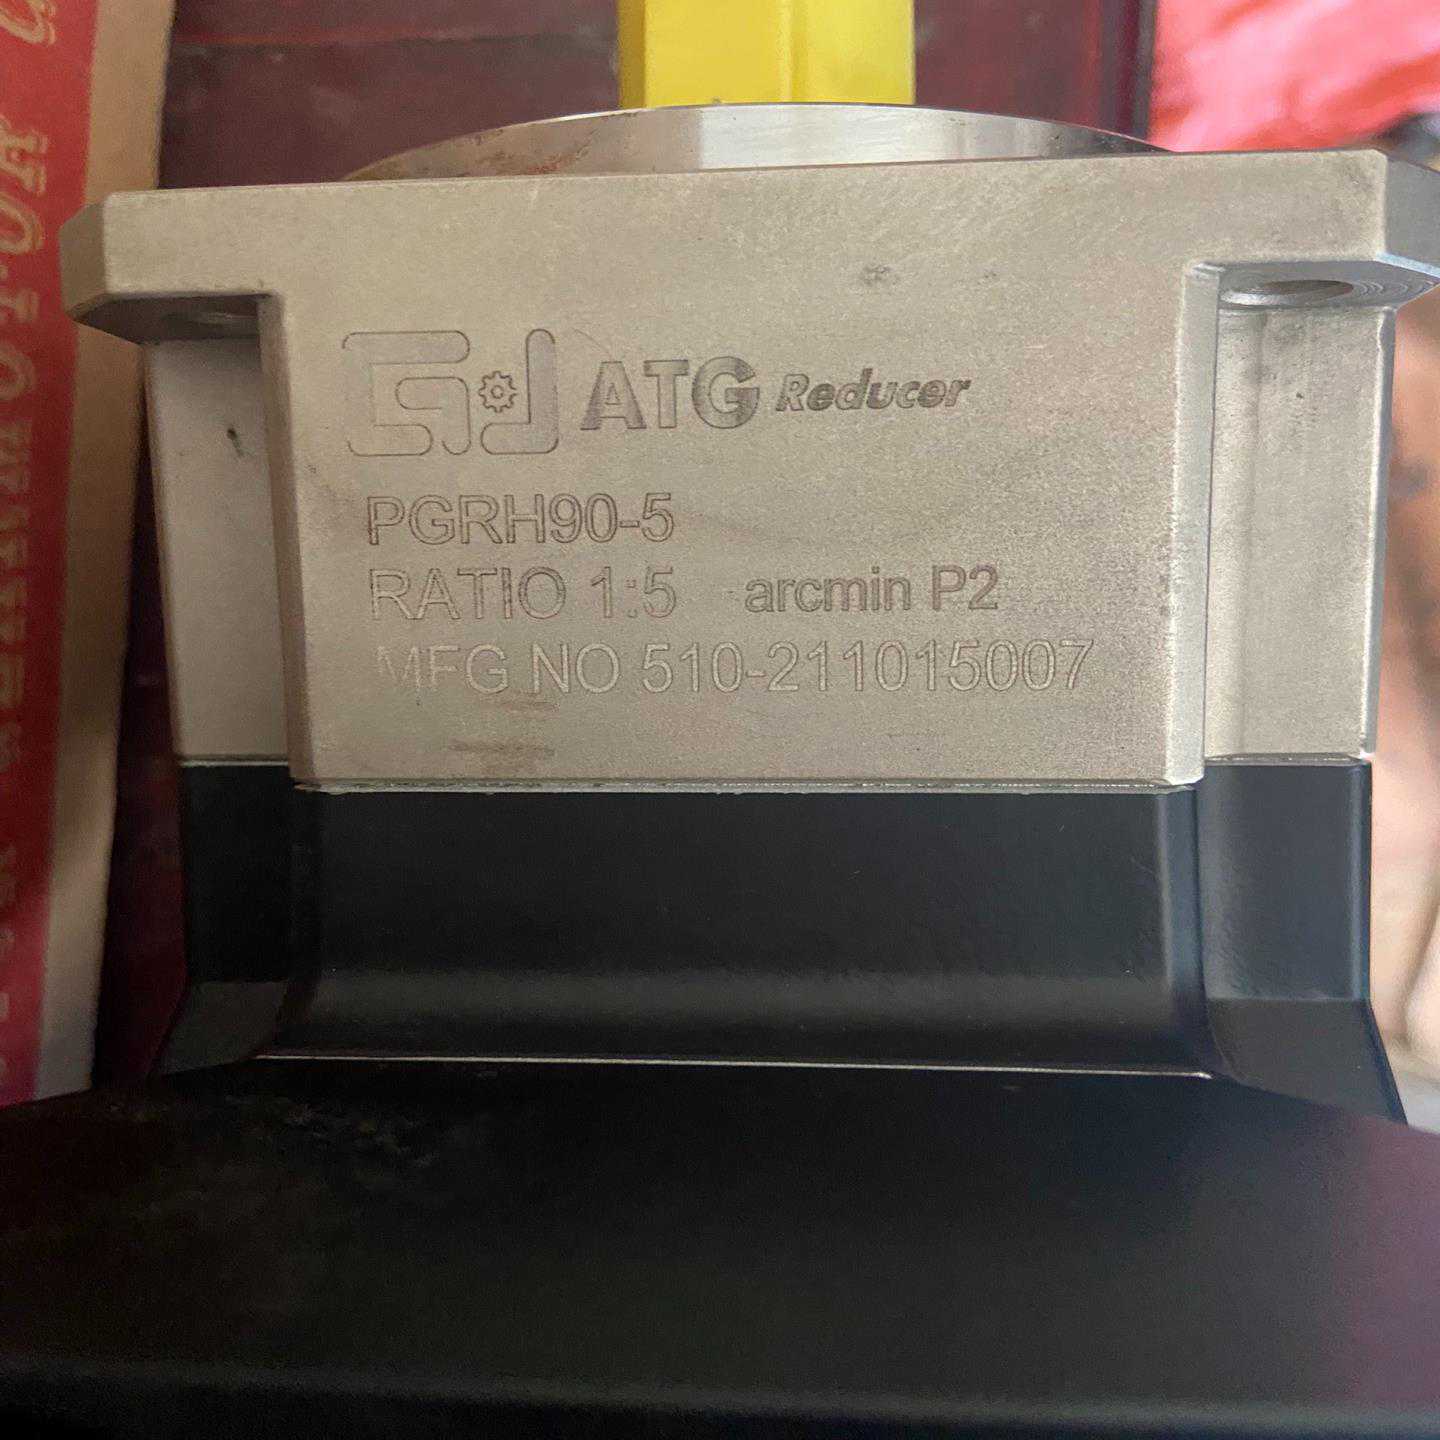 ATG Reducer
PGRH90-5
RATIO 1:5 arcmin P2
MFG NO 510-211015007